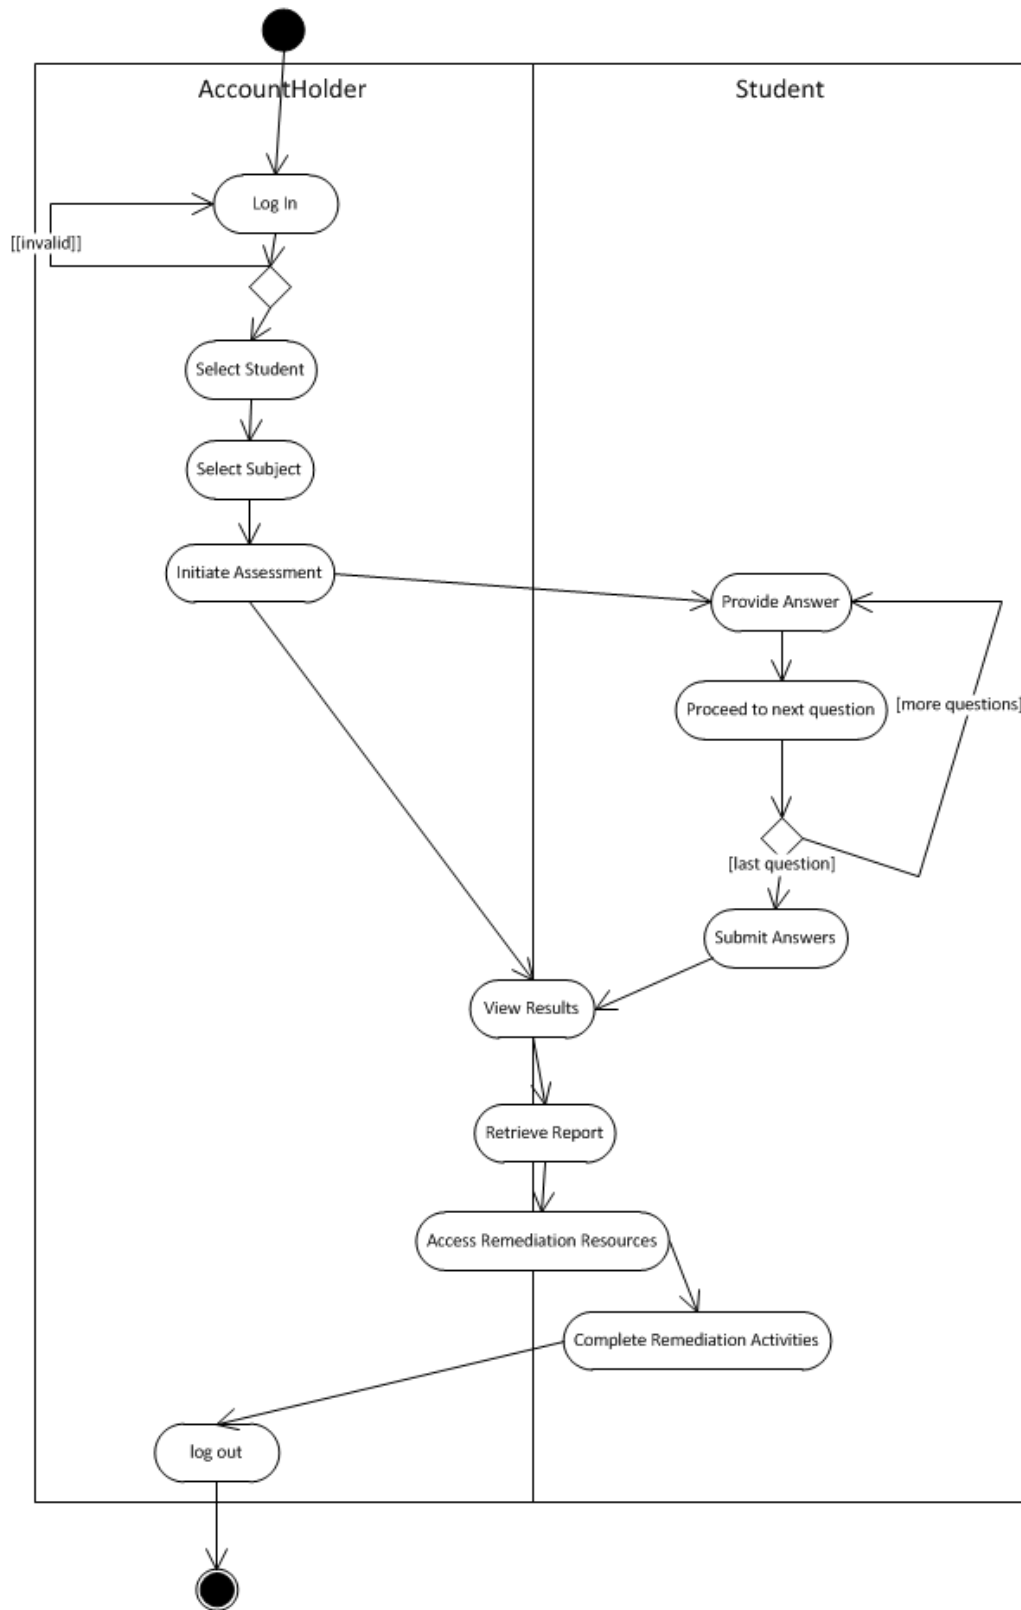 AccountHolder
Student
Log In
[[invalid]]
Select Student
Select Subject
Initiate Assessment
Provide Answer
Proceed to next question
[more questions]
[last question]
Submit Answers
View Results
Retrieve Report
Access Remediation Resources
Complete Remediation Activities
log out